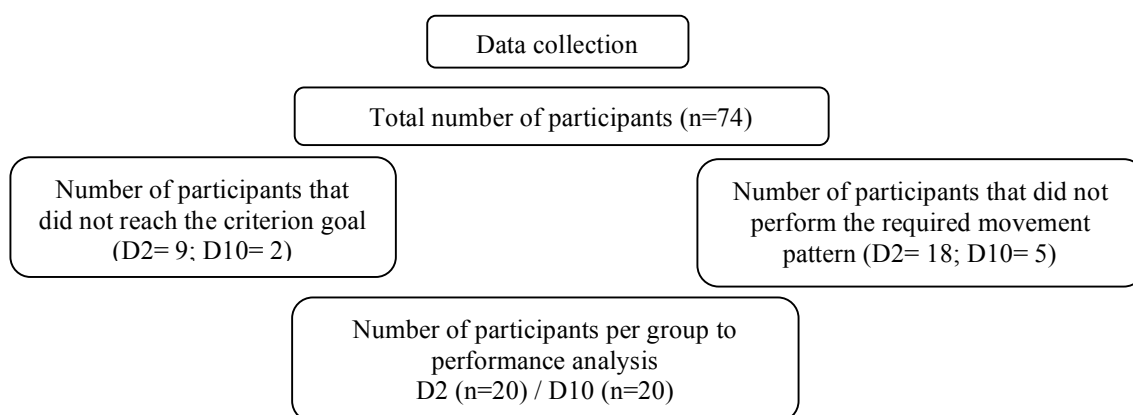 Data collection
Total number of participants (n=74)
Number of participants that
did not reach the criterion goal
(D2= 9; D10= 2)
Number of participants that did not
perform the required movement
pattern (D2= 18; D10= 5)
Number of participants per group to
performance analysis
D2 (n=20) / D10 (n=20)